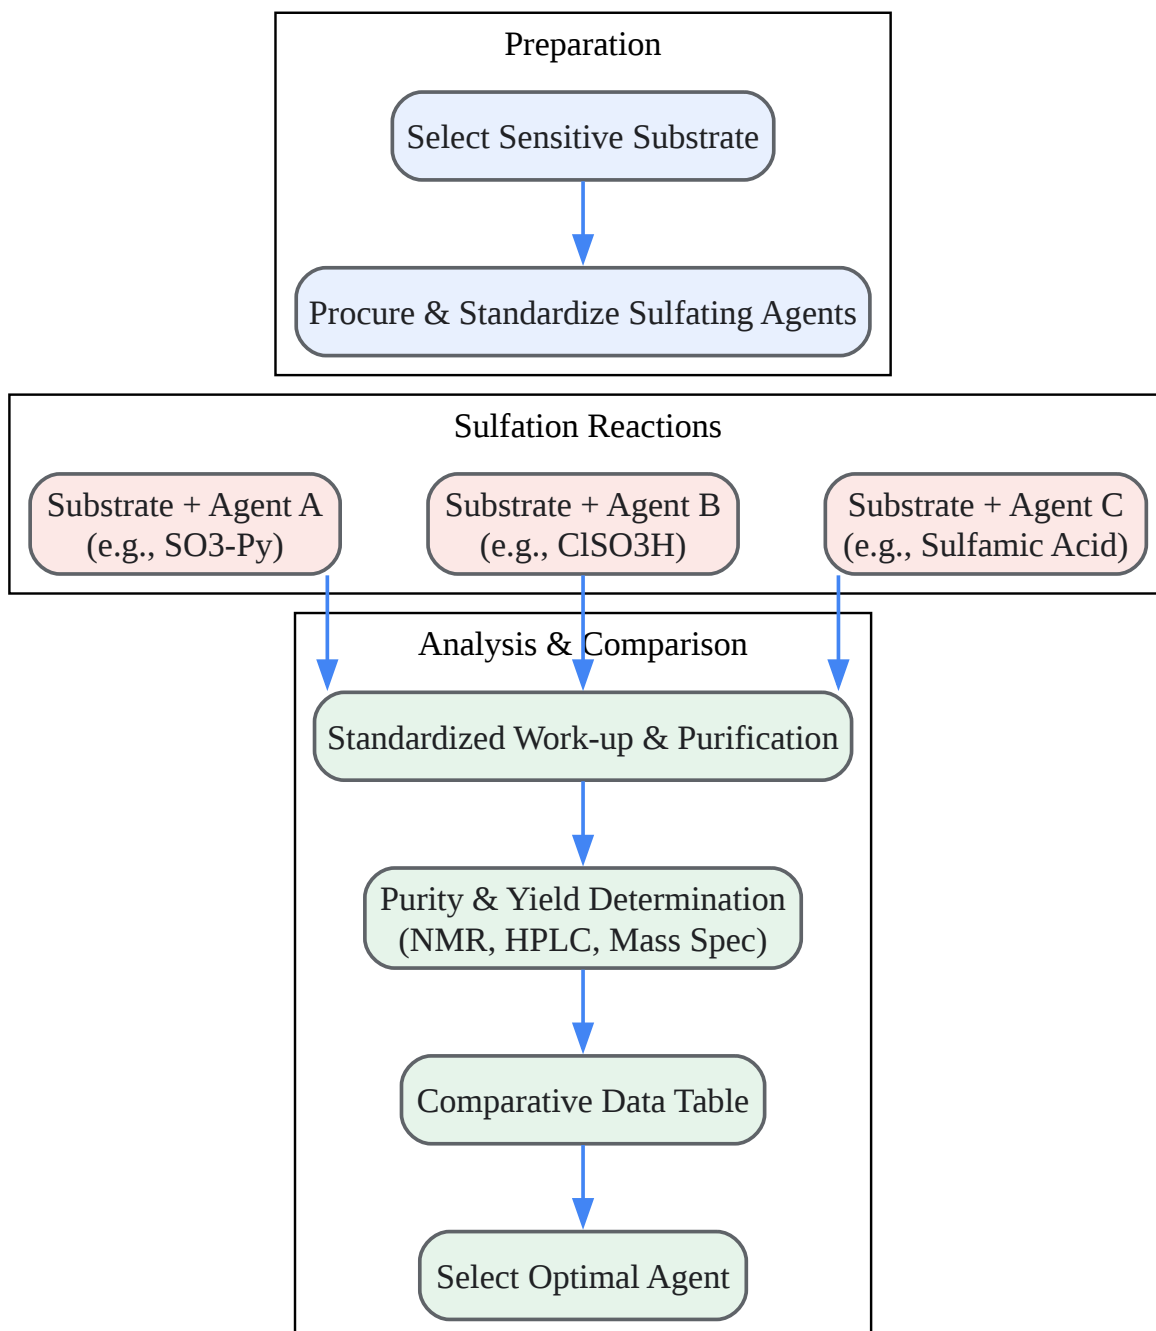 Preparation
Select Sensitive Substrate
Procure & Standardize Sulfating Agents
Sulfation Reactions
Substrate + Agent A
(e.g., SO3-Py)
Substrate + Agent B
(e.g., ClSO3H)
Substrate + Agent C
(e.g., Sulfamic Acid)
Analysis & Comparison
Standardized Work-up & Purification
Purity & Yield Determination
(NMR, HPLC, Mass Spec)
Comparative Data Table
Select Optimal Agent